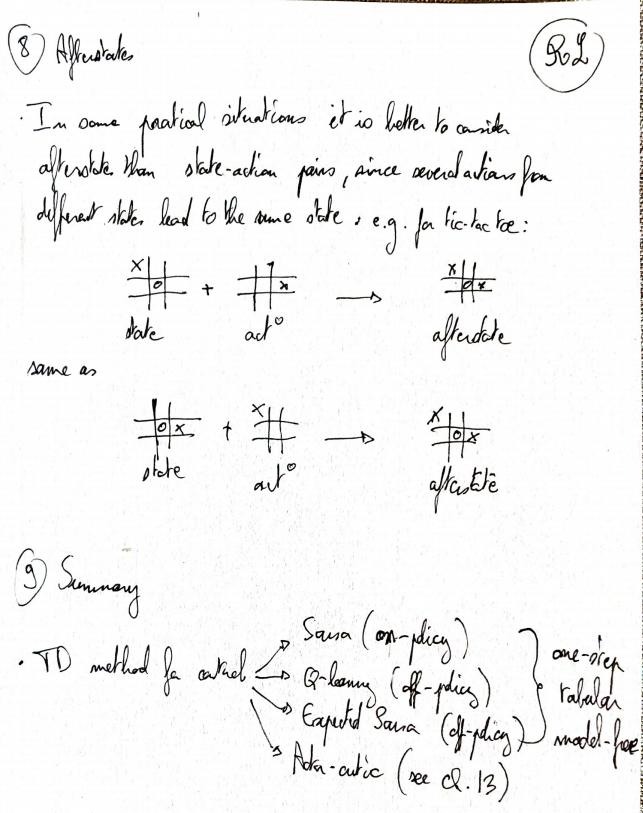 8 Afterstates
RL
· In some pratical situations it is better to consider
afterstate than state-action pairs, since several actions from
different states lead to the same state, e.g. for tic-tac toe:
X O + x → x O x
state act° afterstate
same as
O x + X → X O x
state act° afterstate
9 Summary
· TD method for control
Sarsa (on-policy)
Q-learning (off-policy)
Expected Sarsa (off-policy)
Actor-critic (see ch. 13)
one-step
tabular
model-free